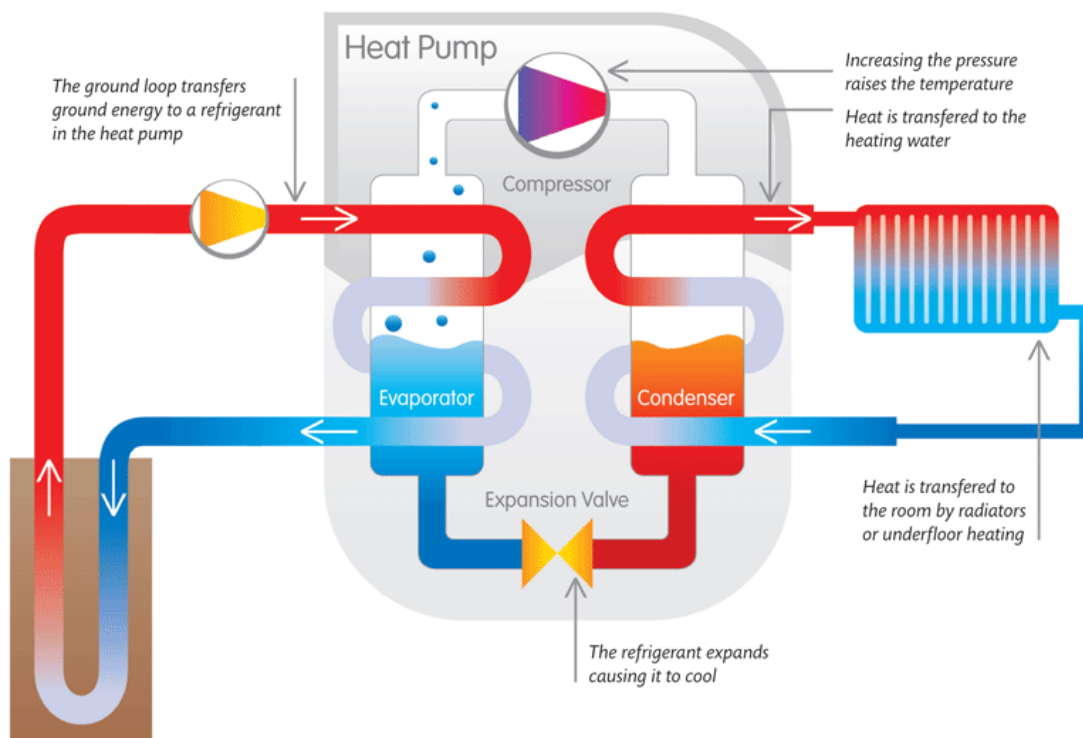 Heat Pump
The ground loop transfers
ground energy to a refrigerant
in the heat pump
Increasing the pressure
raises the temperature
Heat is transfered to the
heating water
Compressor
Evaporator
Condenser
Expansion Valve
Heat is transfered to
the room by radiators
or underfloor heating
The refrigerant expands
causing it to cool